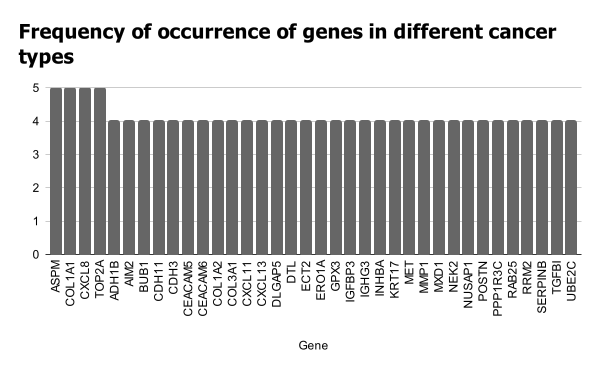 Frequency of occurrence of genes in different cancer
types
5
4
3
2
1
0
ASPM
COL1A1
CXCL8
TOP2A
ADH1B
AIM2
BUB1
CDH11
CDH3
CEACAM5
CEACAM6
COL1A2
COL3A1
CXCL11
CXCL13
DLGAP5
DTL
ECT2
ERO1A
GPX3
IGFBP3
IGHG3
INHBA
KRT17
MET
MMP1
MXD1
NEK2
NUSAP1
POSTN
PPP1R3C
RAB25
RRM2
SERPINB
TGFBI
UBE2C
Gene